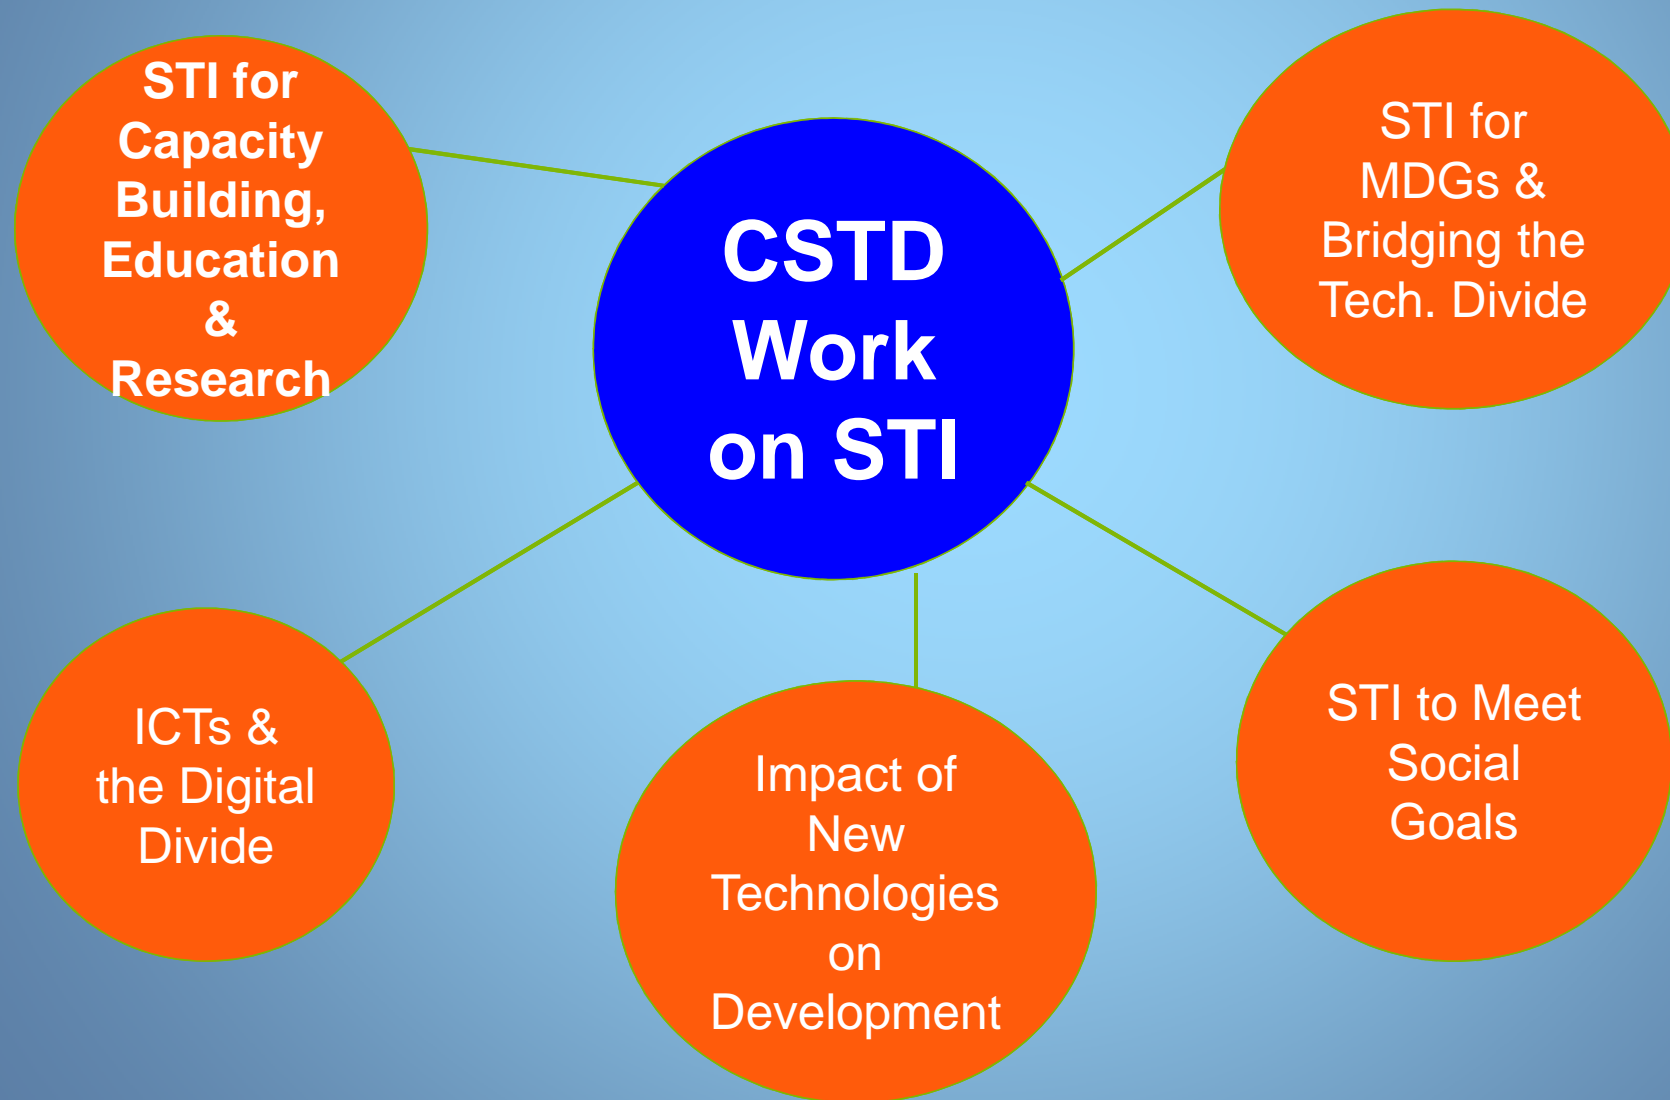 STI for
Capacity
Building,
Education
&
Research
CSTD
Work
on STI
STI for
MDGs &
Bridging the
Tech. Divide
ICTs &
the Digital
Divide
Impact of
New
Technologies
on
Development
STI to Meet
Social
Goals